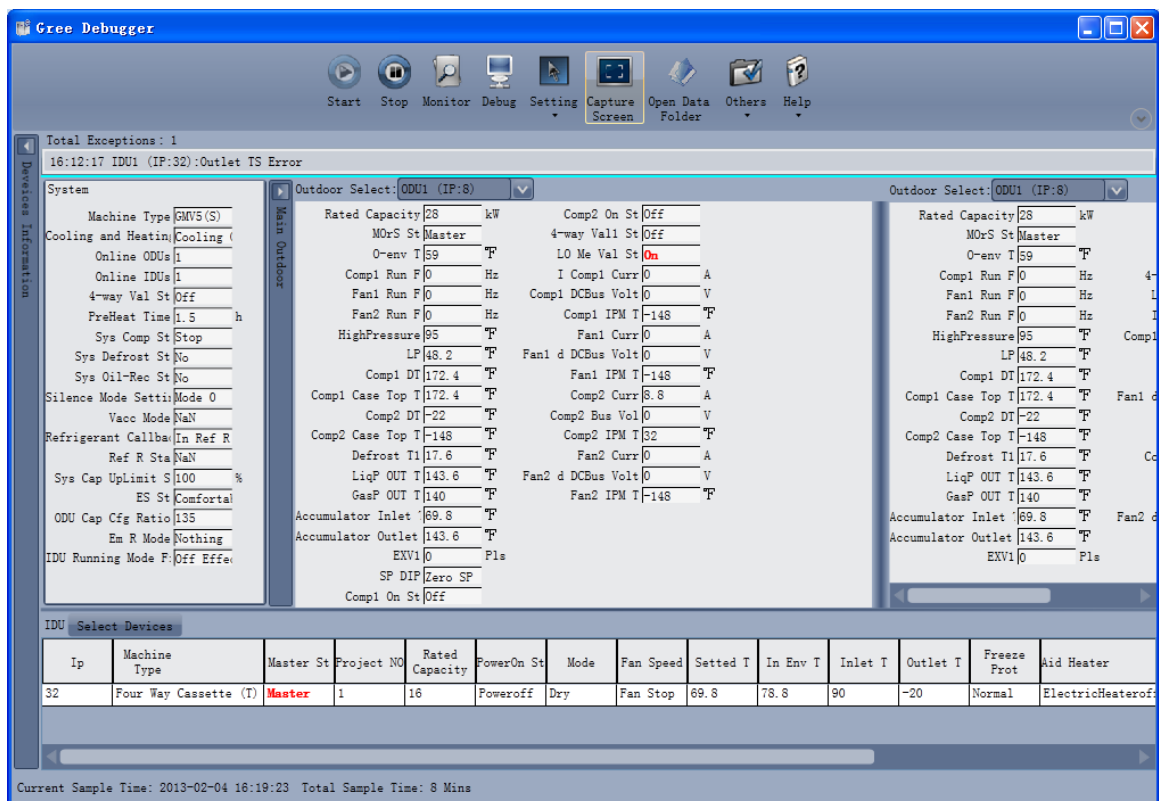 Gree Debugger
Start Stop Monitor Debug Setting Capture Screen Open Data Folder Others Help
Total Exceptions: 1
16:12:17 IDU1 (IP:32):Outlet TS Error
Deveices Information
System
Machine Type GMV5(S)
Cooling and Heatin Cooling (
Online ODUs 1
Online IDUs 1
4-way Val St Off
PreHeat Time 1.5 h
Sys Comp St Stop
Sys Defrost St No
Sys Oil-Rec St No
Silence Mode Setti Mode 0
Vacc Mode NaN
Refrigerant Callba In Ref R
Ref R Sta NaN
Sys Cap UpLimit S 100 %
ES St Comforta
ODU Cap Cfg Ratio 135
Em R Mode Nothing
IDU Running Mode F: Off Effe
Main Outdoor
Outdoor Select: ODU1 (IP:8)
Rated Capacity 28 kW
MOrS St Master
O-env T 59 ℉
Comp1 Run F 0 Hz
Fan1 Run F 0 Hz
Fan2 Run F 0 Hz
HighPressure 95 ℉
LP 48.2 ℉
Comp1 DT 172.4 ℉
Comp1 Case Top T 172.4 ℉
Comp2 DT -22 ℉
Comp2 Case Top T -148 ℉
Defrost T1 17.6 ℉
LiqP OUT T 143.6 ℉
GasP OUT T 140 ℉
Accumulator Inlet 69.8 ℉
Accumulator Outlet 143.6 ℉
EXV1 0 Pls
SP DIP Zero SP
Comp1 On St Off
Comp2 On St Off
4-way Val1 St Off
LO Me Val St On
I Comp1 Curr 0 A
Comp1 DCBus Volt 0 V
Comp1 IPM T -148 ℉
Fan1 Curr 0 A
Fan1 d DCBus Volt 0 V
Fan1 IPM T -148 ℉
Comp2 Curr 8.8 A
Comp2 Bus Vol 0 V
Comp2 IPM T 32 ℉
Fan2 Curr 0 A
Fan2 d DCBus Volt 0 V
Fan2 IPM T -148 ℉
Outdoor Select: ODU1 (IP:8)
Rated Capacity 28 kW
MOrS St Master
O-env T 59 ℉
Comp1 Run F 0 Hz 4-
Fan1 Run F 0 Hz L
Fan2 Run F 0 Hz I
HighPressure 95 ℉ Comp1
LP 48.2 ℉
Comp1 DT 172.4 ℉
Comp1 Case Top T 172.4 ℉ Fan1 d
Comp2 DT -22 ℉
Comp2 Case Top T -148 ℉
Defrost T1 17.6 ℉ Co
LiqP OUT T 143.6 ℉
GasP OUT T 140 ℉
Accumulator Inlet 69.8 ℉ Fan2 d
Accumulator Outlet 143.6 ℉
EXV1 0 Pls
IDU Select Devices
Ip Machine Type Master St Project NO Rated Capacity PowerOn St Mode Fan Speed Setted T In Env T Inlet T Outlet T Freeze Prot Aid Heater
32 Four Way Cassette (T) Master 1 16 Poweroff Dry Fan Stop 69.8 78.8 90 -20 Normal ElectricHeaterof
Current Sample Time: 2013-02-04 16:19:23 Total Sample Time: 8 Mins